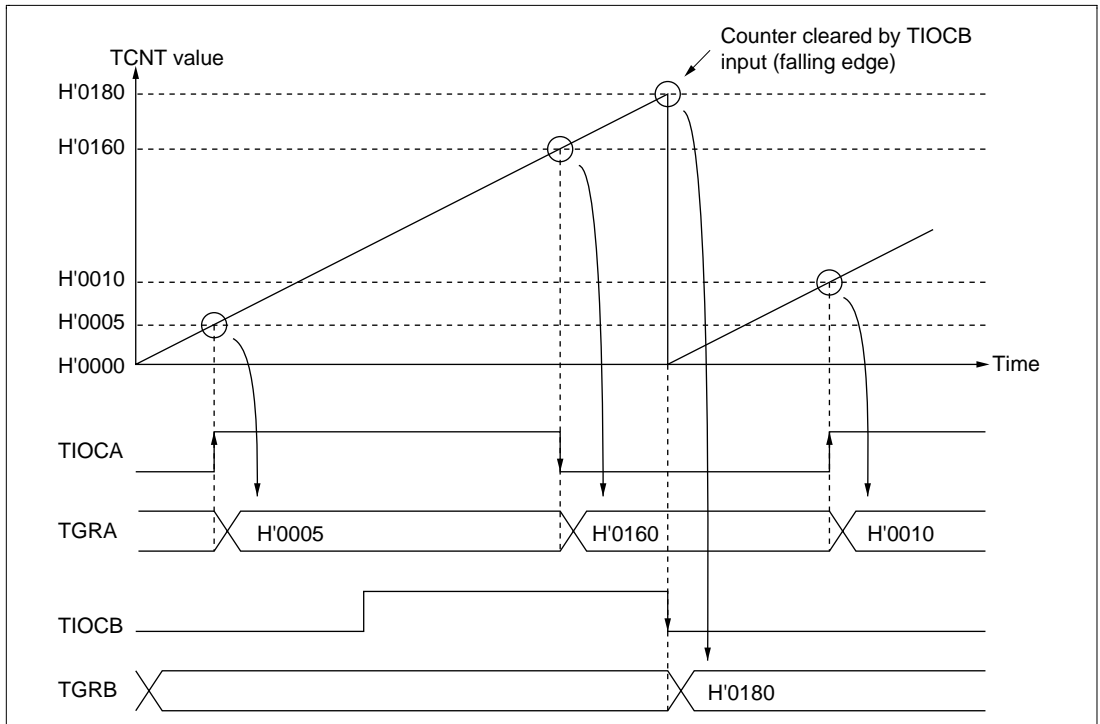 Counter cleared by TIOCB
input (falling edge)
TCNT value
H'0180
H'0160
H'0010
H'0005
H'0000
Time
TIOCA
TGRA
H'0005
H'0160
H'0010
TIOCB
TGRB
H'0180